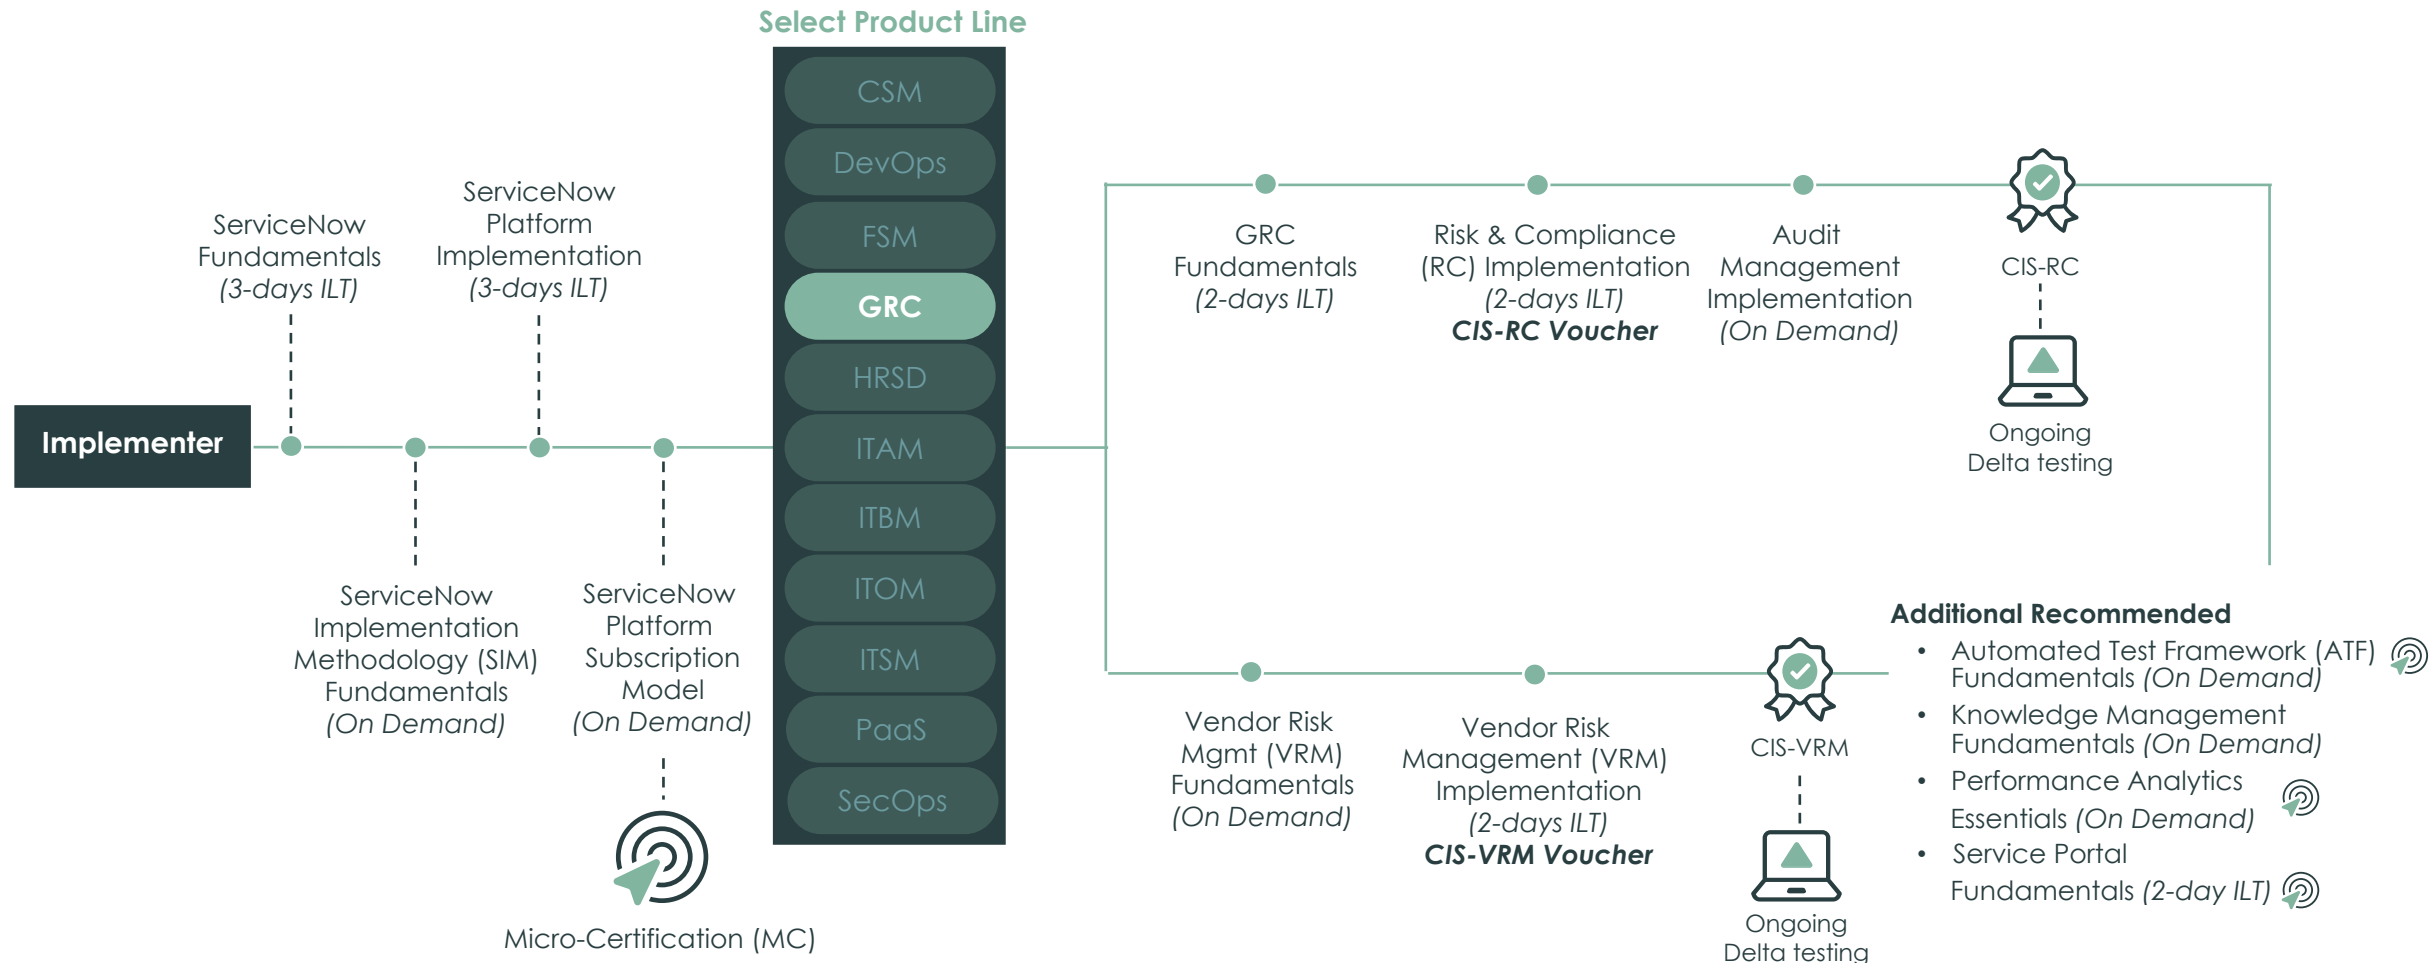 Select Product Line
CSM
DevOps
FSM
GRC
HRSD
ITAM
ITBM
ITOM
ITSM
PaaS
SecOps
Implementer
ServiceNow
Fundamentals
(3-days ILT)
ServiceNow
Platform
Implementation
(3-days ILT)
ServiceNow
Implementation
Methodology (SIM)
Fundamentals
(On Demand)
ServiceNow
Platform
Subscription
Model
(On Demand)
Micro-Certification (MC)
GRC
Fundamentals
(2-days ILT)
Risk & Compliance
(RC) Implementation
(2-days ILT)
CIS-RC Voucher
Audit
Management
Implementation
(On Demand)
CIS-RC
Ongoing
Delta testing
Vendor Risk
Mgmt (VRM)
Fundamentals
(On Demand)
Vendor Risk
Management (VRM)
Implementation
(2-days ILT)
CIS-VRM Voucher
CIS-VRM
Ongoing
Delta testing
Additional Recommended
• Automated Test Framework (ATF)
Fundamentals (On Demand)
• Knowledge Management
Fundamentals (On Demand)
• Performance Analytics
Essentials (On Demand)
• Service Portal
Fundamentals (2-day ILT)